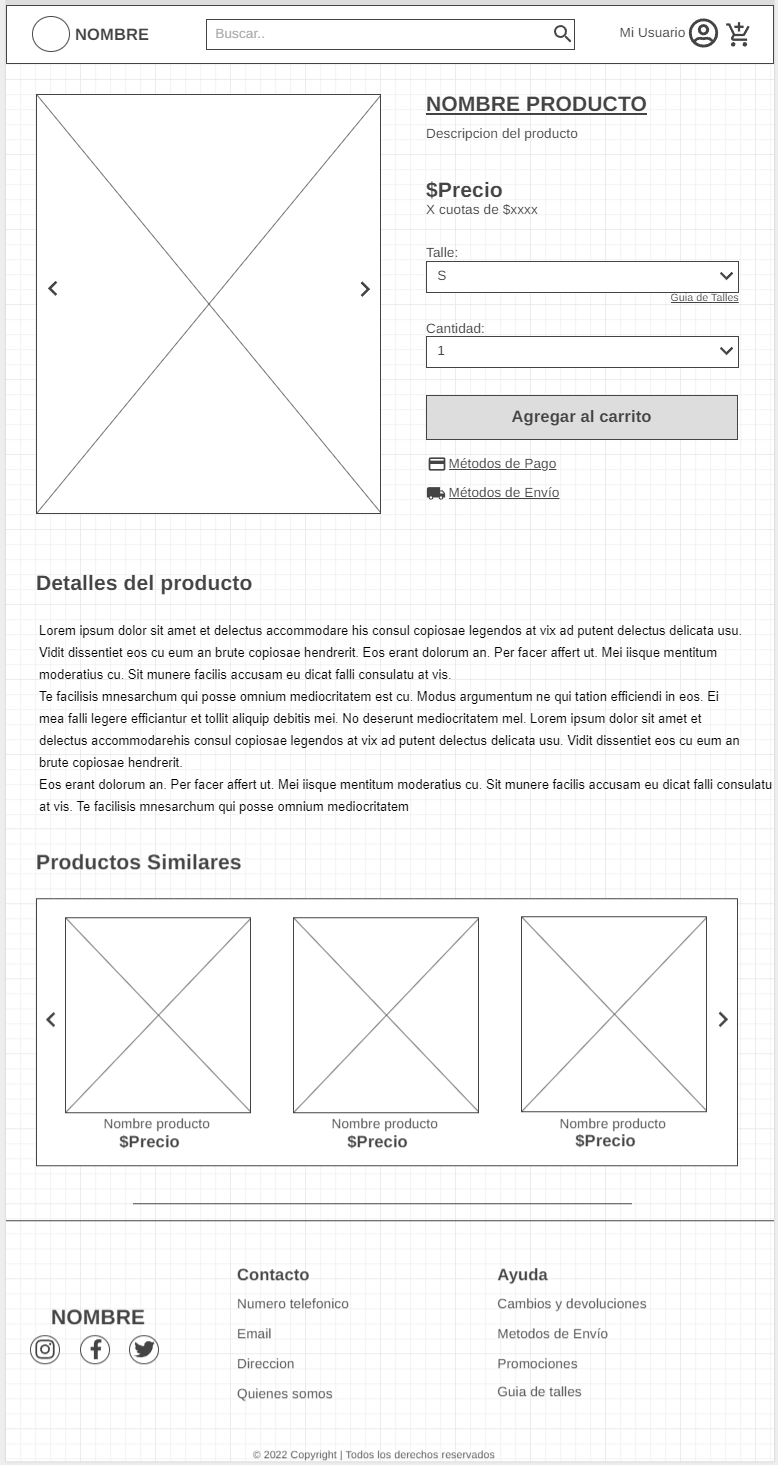 NOMBRE
Buscar..
Mi Usuario
NOMBRE PRODUCTO
Descripcion del producto
$Precio
X cuotas de $xxxx
Talle:
S
Guia de Talles
Cantidad:
1
Agregar al carrito
Métodos de Pago
Métodos de Envío
Detalles del producto
Lorem ipsum dolor sit amet et delectus accommodare his consul copiosae legendos at vix ad putent delectus delicata usu.
Vidit dissentiet eos cu eum an brute copiosae hendrerit. Eos erant dolorum an. Per facer affert ut. Mei iisque mentitum
moderatius cu. Sit munere facilis accusam eu dicat falli consulatu at vis.
Te facilisis mnesarchum qui posse omnium mediocritatem est cu. Modus argumentum ne qui tation efficiendi in eos. Ei
mea falli legere efficiantur et tollit aliquip debitis mei. No deserunt mediocritatem mel. Lorem ipsum dolor sit amet et
delectus accommodarehis consul copiosae legendos at vix ad putent delectus delicata usu. Vidit dissentiet eos cu eum an
brute copiosae hendrerit.
Eos erant dolorum an. Per facer affert ut. Mei iisque mentitum moderatius cu. Sit munere facilis accusam eu dicat falli consulatu
at vis. Te facilisis mnesarchum qui posse omnium mediocritatem
Productos Similares
Nombre producto
$Precio
Nombre producto
$Precio
Nombre producto
$Precio
NOMBRE
Contacto
Numero telefonico
Email
Direccion
Quienes somos
Ayuda
Cambios y devoluciones
Metodos de Envío
Promociones
Guia de talles
© 2022 Copyright | Todos los derechos reservados